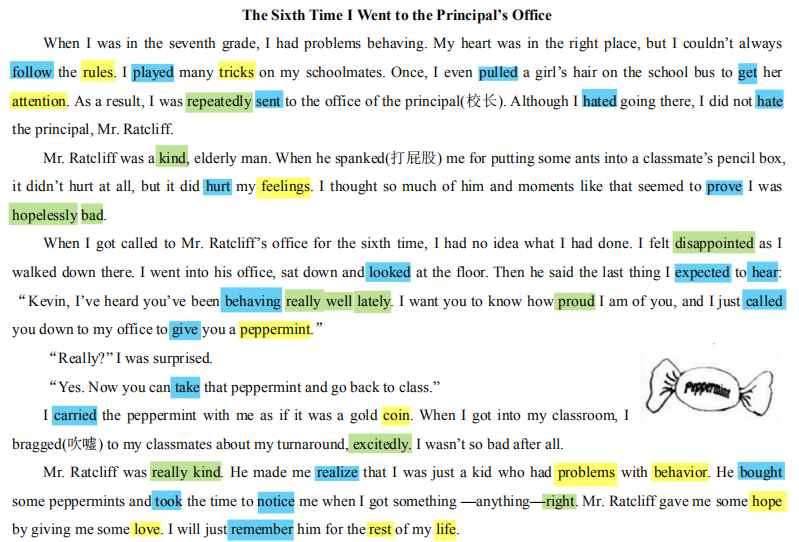 The Sixth Time I Went to the Principal's Office
When I was in the seventh grade, I had problems behaving. My heart was in the right place, but I couldn't always
follow the rules. I played many tricks on my schoolmates. Once, I even pulled a girl's hair on the school bus to get her
attention. As a result, I was repeatedly sent to the office of the principal(校长). Although I hated going there, I did not hate
the principal, Mr. Ratcliff.
Mr. Ratcliff was a kind, elderly man. When he spanked(打屁股) me for putting some ants into a classmate's pencil box,
it didn't hurt at all, but it did hurt my feelings. I thought so much of him and moments like that seemed to prove I was
hopelessly bad.
When I got called to Mr. Ratcliff's office for the sixth time, I had no idea what I had done. I felt disappointed as I
walked down there. I went into his office, sat down and looked at the floor. Then he said the last thing I expected to hear:
“Kevin, I've heard you've been behaving really well lately. I want you to know how proud I am of you, and I just called
you down to my office to give you a peppermint.”
“Really?” I was surprised.
“Yes. Now you can take that peppermint and go back to class.”
Peppermint
I carried the peppermint with me as if it was a gold coin. When I got into my classroom, I
bragged(吹嘘) to my classmates about my turnaround, excitedly. I wasn't so bad after all.
Mr. Ratcliff was really kind. He made me realize that I was just a kid who had problems with behavior. He bought
some peppermints and took the time to notice me when I got something —anything—right. Mr. Ratcliff gave me some hope
by giving me some love. I will just remember him for the rest of my life.